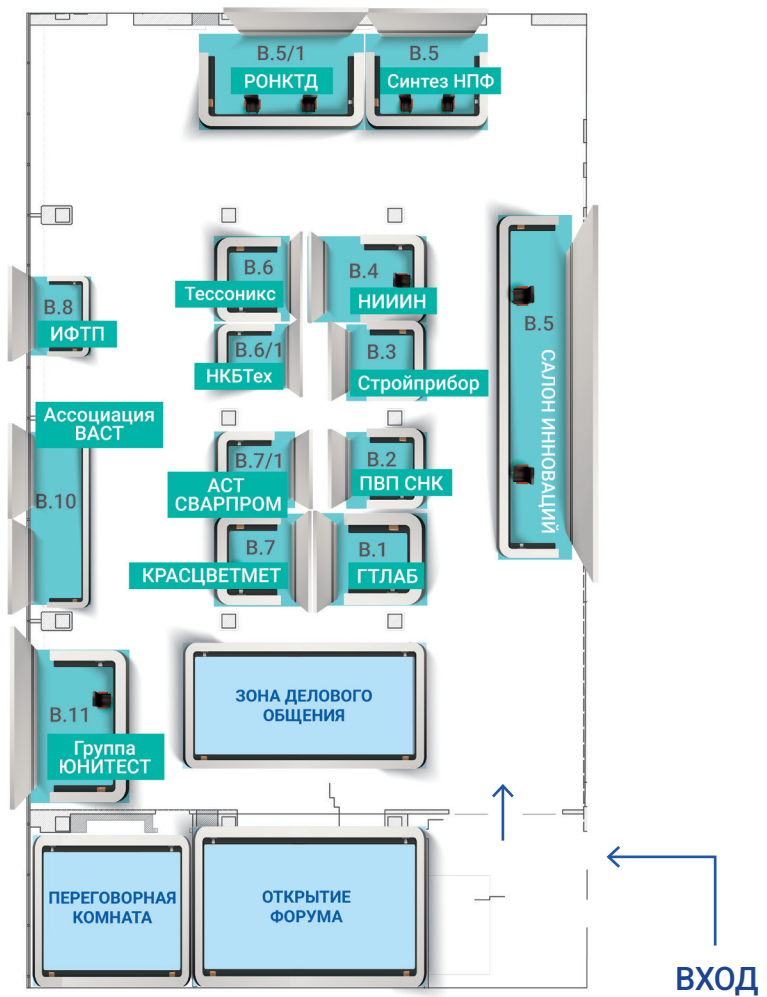 В.5/1
РОНКТД
В.5
Синтез НПФ
В.6
Тессоникс
В.4
НИИИН
В.8
ИФТП
В.6/1
НКБТех
В.3
Стройприбор
В.5
САЛОН ИННОВАЦИЙ
Ассоциация
ВАСТ
В.10
В.7/1
АСТ
СВАРПРОМ
В.2
ПВП СНК
В.7
КРАСЦВЕТМЕТ
В.1
ГТЛАБ
В.11
Группа
ЮНИТЕСТ
ЗОНА ДЕЛОВОГО
ОБЩЕНИЯ
ПЕРЕГОВОРНАЯ
КОМНАТА
ОТКРЫТИЕ
ФОРУМА
ВХОД